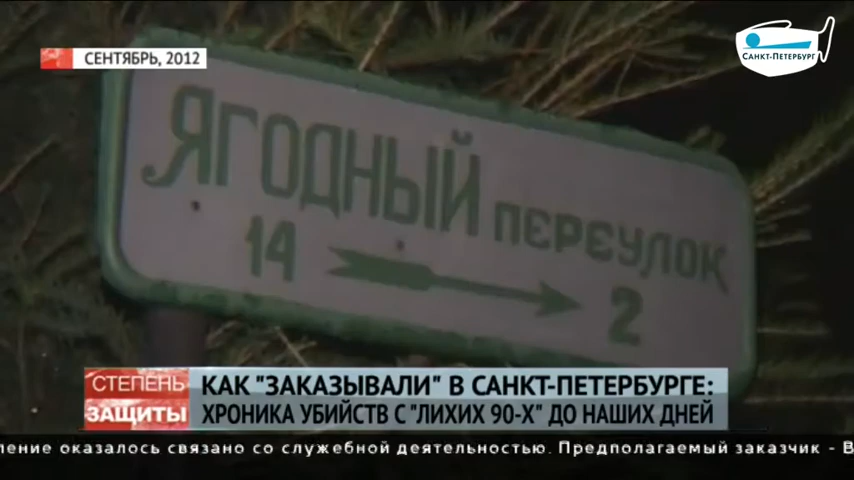 СЕНТЯБРЬ, 2012
САНКТ-ПЕТЕРБУРГ
ЯГОДНЫЙ ПЕРЕУЛОК
14 2
СТЕПЕНЬ ЗАЩИТЫ
КАК "ЗАКАЗЫВАЛИ" В САНКТ-ПЕТЕРБУРГЕ:
ХРОНИКА УБИЙСТВ С "ЛИХИХ 90-Х" ДО НАШИХ ДНЕЙ
ление оказалось связано со служебной деятельностью. Предполагаемый заказчик - В